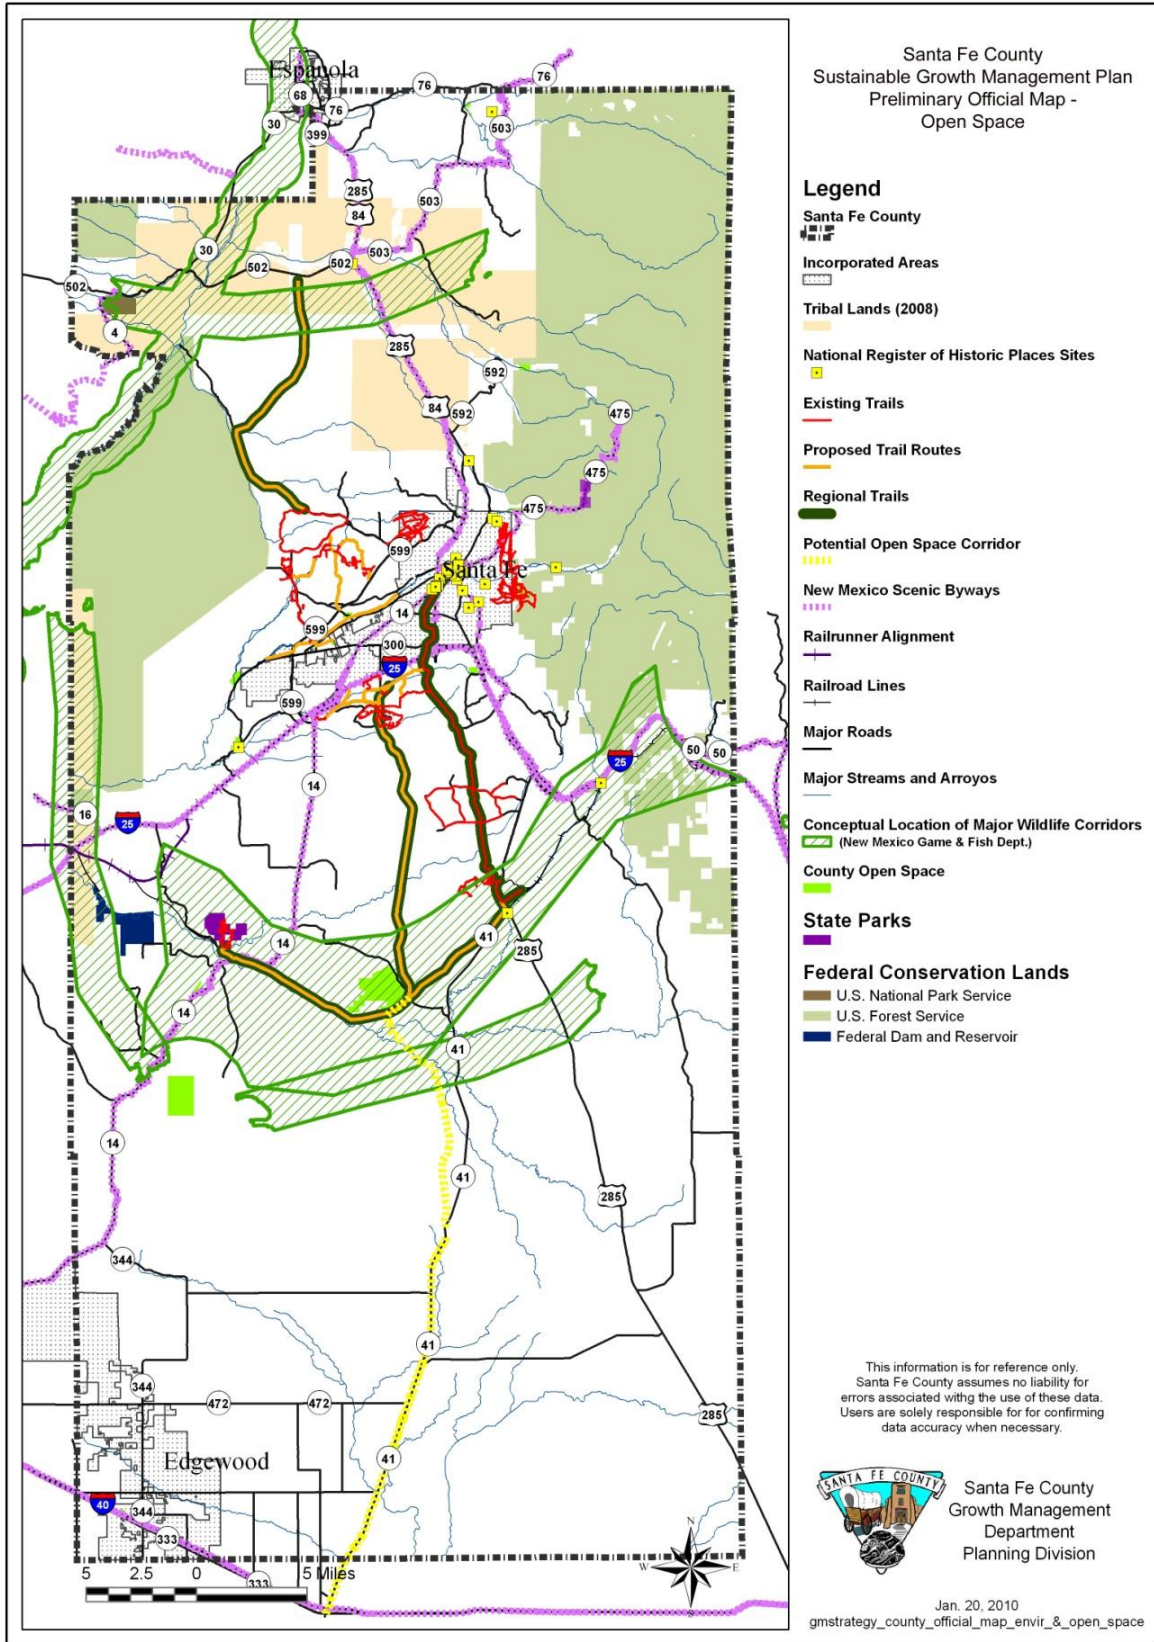 Santa Fe County
Sustainable Growth Management Plan
Preliminary Official Map -
Open Space
Legend
Santa Fe County
Incorporated Areas
Tribal Lands (2008)
National Register of Historic Places Sites
Existing Trails
Proposed Trail Routes
Regional Trails
Potential Open Space Corridor
New Mexico Scenic Byways
Railrunner Alignment
Railroad Lines
Major Roads
Major Streams and Arroyos
Conceptual Location of Major Wildlife Corridors
(New Mexico Game & Fish Dept.)
County Open Space
State Parks
Federal Conservation Lands
U.S. National Park Service
U.S. Forest Service
Federal Dam and Reservoir
This information is for reference only.
Santa Fe County assumes no liability for
errors associated withg the use of these data.
Users are solely responsible for for confirming
data accuracy when necessary.
SANTA FE COUNTY
Santa Fe County
Growth Management
Department
Planning Division
Jan. 20, 2010
gmstrategy_county_official_map_envir_&_open_space
Espanola
68
76
76
76
30
399
503
285
84
503
30
503
502
502
502
4
285
592
84
592
475
475
475
599
Santa Fe
14
599
300
25
599
50
50
25
14
16
25
14
41
285
14
41
14
41
285
344
41
344
472
472
285
Edgewood
41
40
344
333
333
N
W
E
S
5
2.5
0
5 Miles